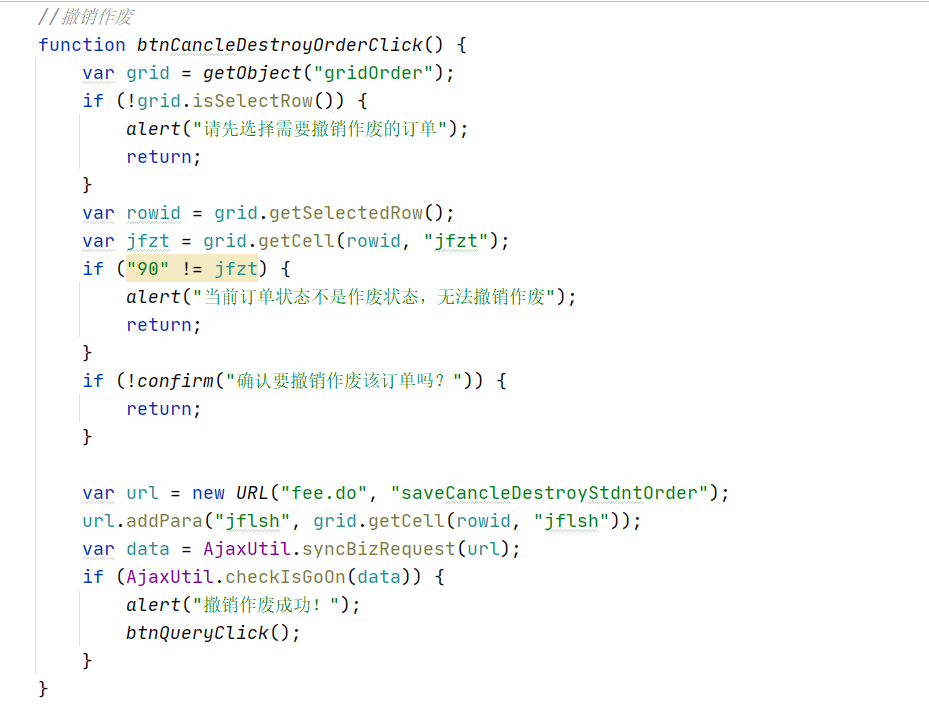 //撤销作废
function btnCancleDestroyOrderClick() {
var grid = getObject("gridOrder");
if (!grid.isSelectRow()) {
alert("请先选择需要撤销作废的订单");
return;
}
var rowid = grid.getSelectedRow();
var jfzt = grid.getCell(rowid, "jfzt");
if ("90" != jfzt) {
alert("当前订单状态不是作废状态，无法撤销作废");
return;
}
if (!confirm("确认要撤销作废该订单吗？")) {
return;
}
var url = new URL("fee.do", "saveCancleDestroyStdntOrder");
url.addPara("jflsh", grid.getCell(rowid, "jflsh"));
var data = AjaxUtil.syncBizRequest(url);
if (AjaxUtil.checkIsGoOn(data)) {
alert("撤销作废成功！");
btnQueryClick();
}
}